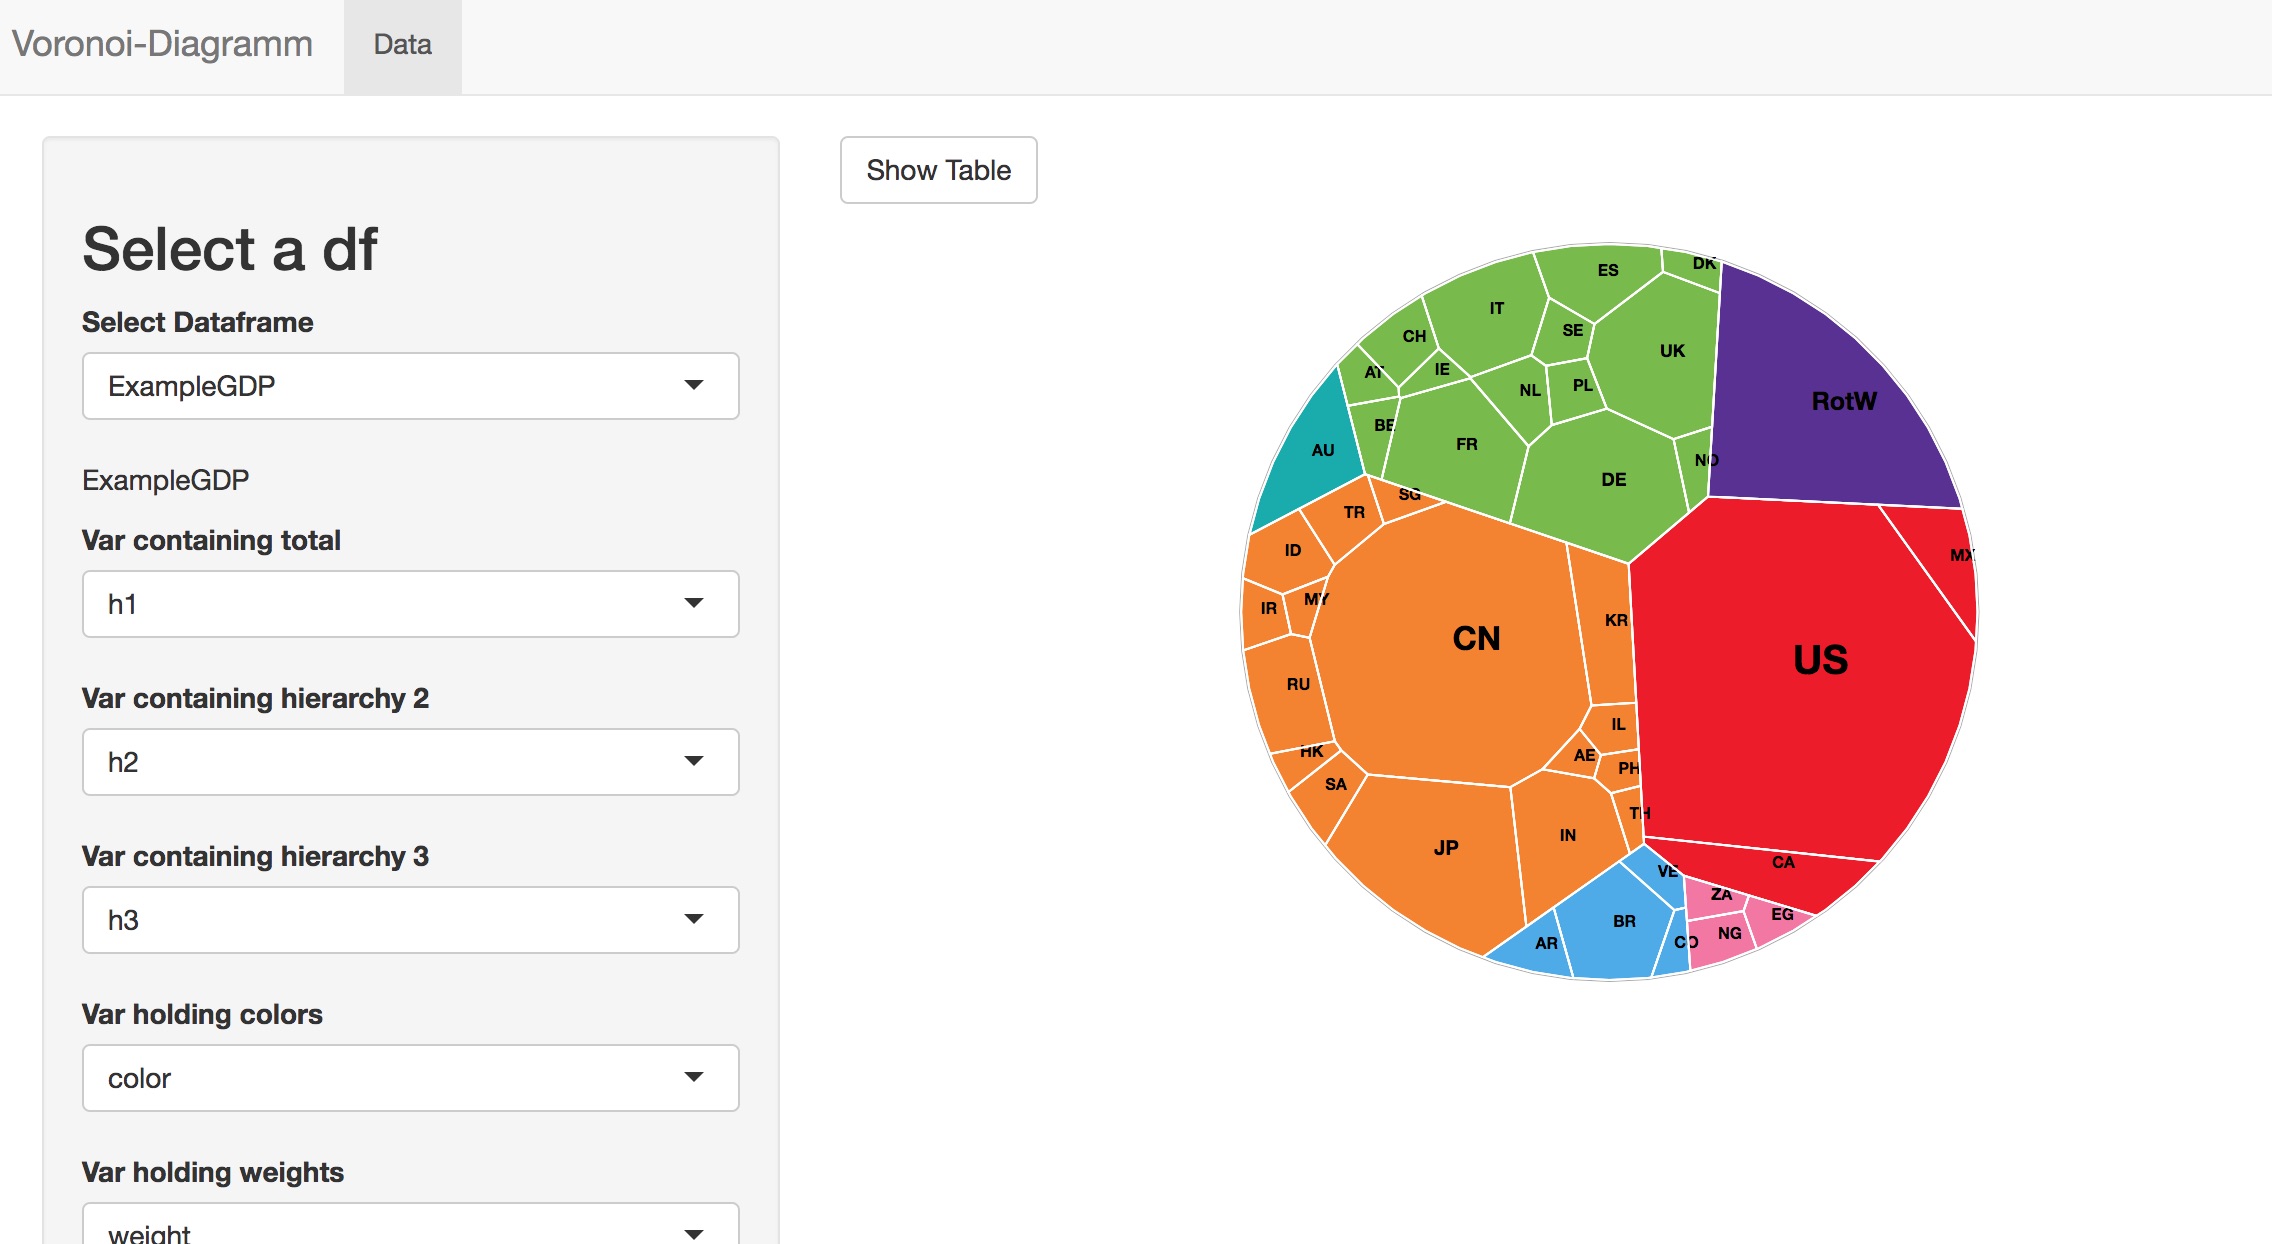 Voronoi-Diagramm Data
Select a df
Select Dataframe
ExampleGDP
ExampleGDP
Var containing total
h1
Var containing hierarchy 2
h2
Var containing hierarchy 3
h3
Var holding colors
color
Var holding weights
weight
Show Table
ES
DK
IT
SE
UK
CH
IE
AT
NL
PL
RotW
BE
FR
AU
DE
NO
SG
TR
ID
MX
IR
MY
KR
CN
US
RU
IL
HK
AE
PH
SA
TH
IN
JP
CA
VE
ZA
EG
BR
NG
AR
CO